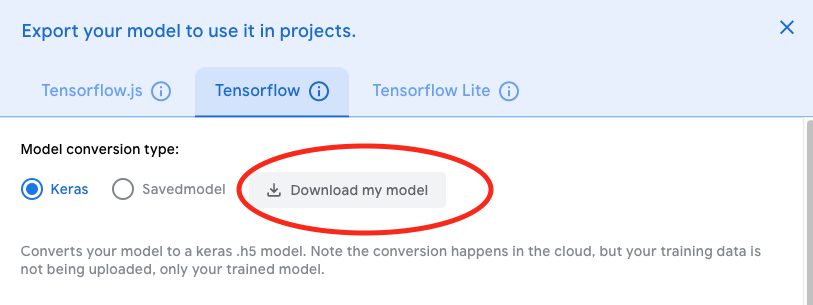 Export your model to use it in projects.
Tensorflow.js Tensorflow Tensorflow Lite
Model conversion type:
Keras Savedmodel Download my model
Converts your model to a keras .h5 model. Note the conversion happens in the cloud, but your training data is
not being uploaded, only your trained model.